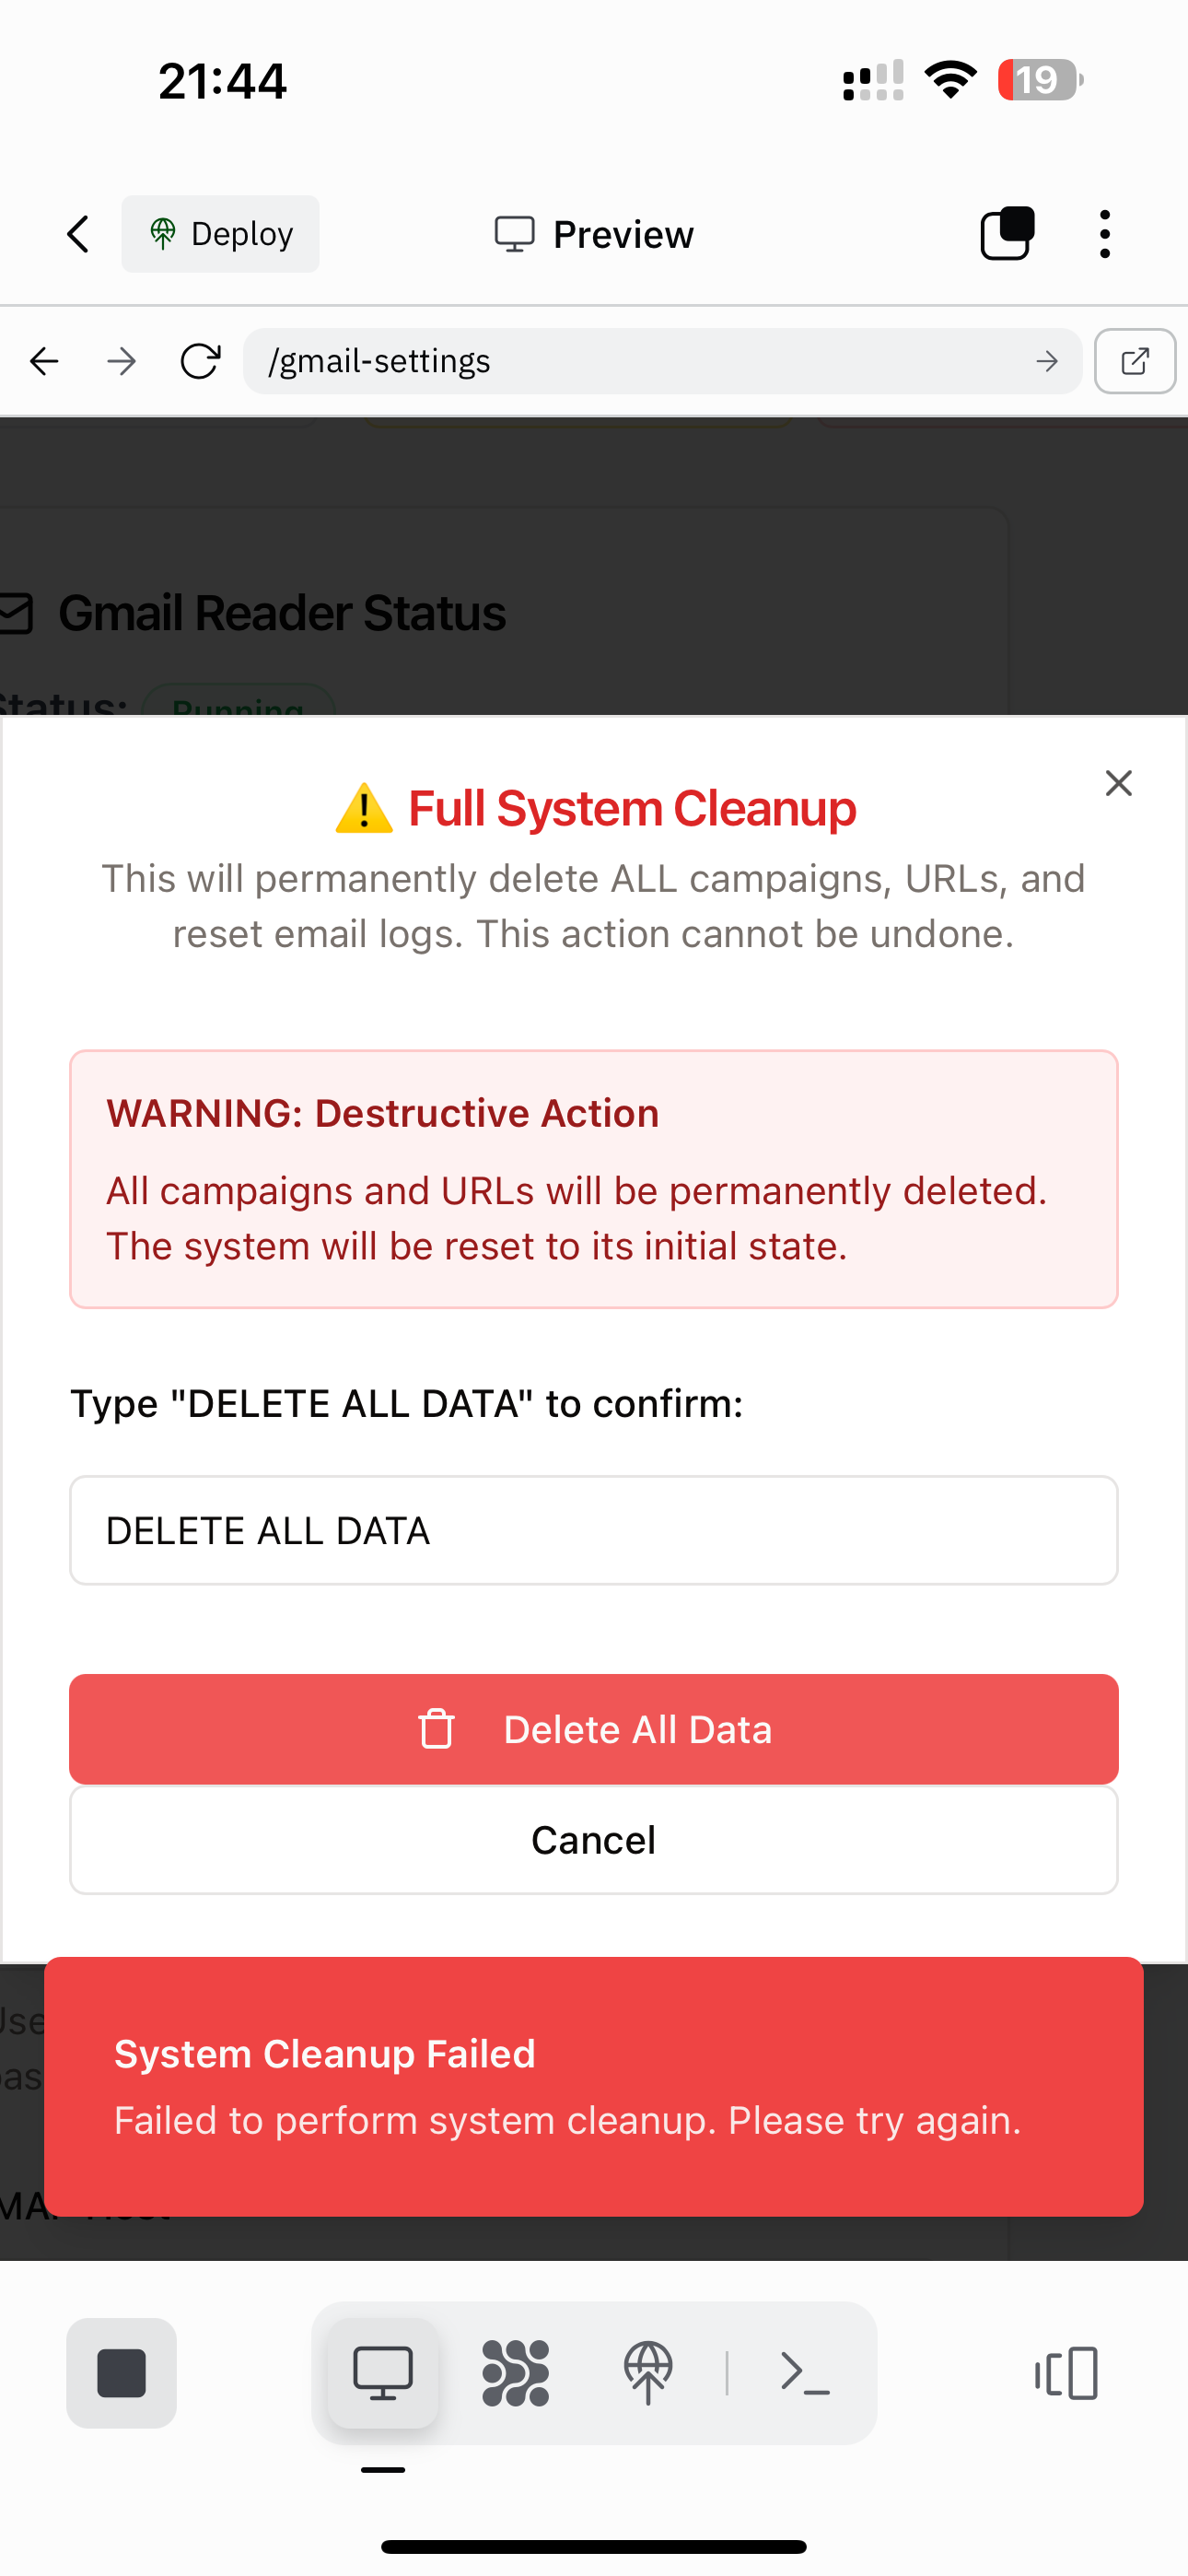 21:44
19
Deploy
Preview
/gmail-settings
Gmail Reader Status
Status:
Running
⚠️ Full System Cleanup
This will permanently delete ALL campaigns, URLs, and
reset email logs. This action cannot be undone.
WARNING: Destructive Action
All campaigns and URLs will be permanently deleted.
The system will be reset to its initial state.
Type "DELETE ALL DATA" to confirm:
DELETE ALL DATA
Delete All Data
Cancel
System Cleanup Failed
Failed to perform system cleanup. Please try again.